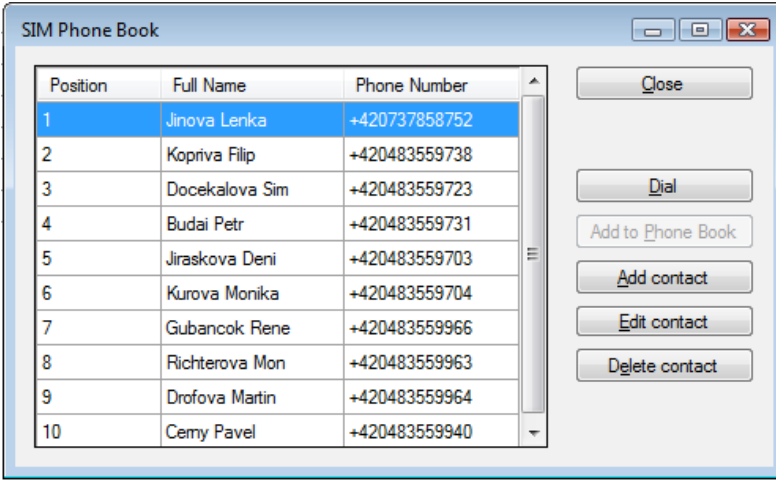 SIM Phone Book
Position Full Name Phone Number
1 Jinova Lenka +420737858752
2 Kopriva Filip +420483559738
3 Docekalova Sim +420483559723
4 Budai Petr +420483559731
5 Jiraskova Deni +420483559703
6 Kurova Monika +420483559704
7 Gubancok Rene +420483559966
8 Richterova Mon +420483559963
9 Drofova Martin +420483559964
10 Cerny Pavel +420483559940
Close
Dial
Add to Phone Book
Add contact
Edit contact
Delete contact